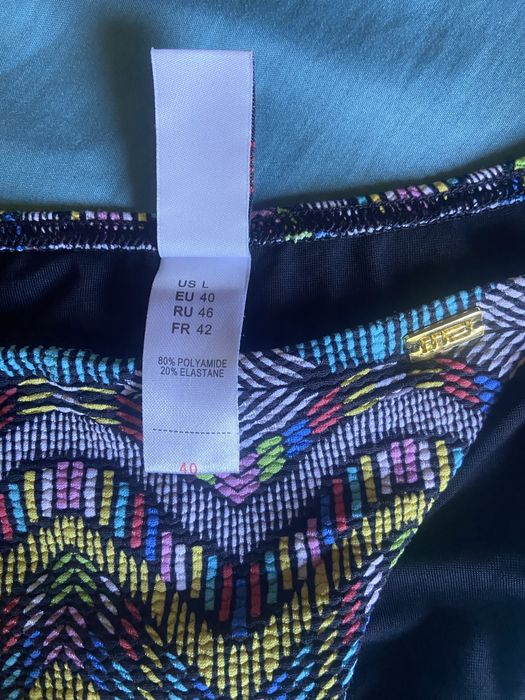 US L
EU 40
RU 46
FR 42
80% POLYAMIDE
20% ELASTANE
40